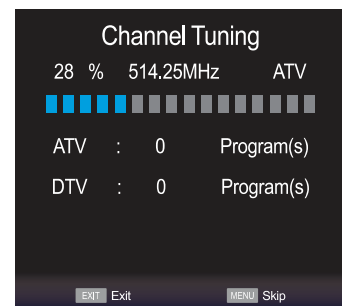 Channel Tuning
28 % 514.25MHz ATV
ATV : 0 Program(s)
DTV : 0 Program(s)
EXIT Exit MENU Skip